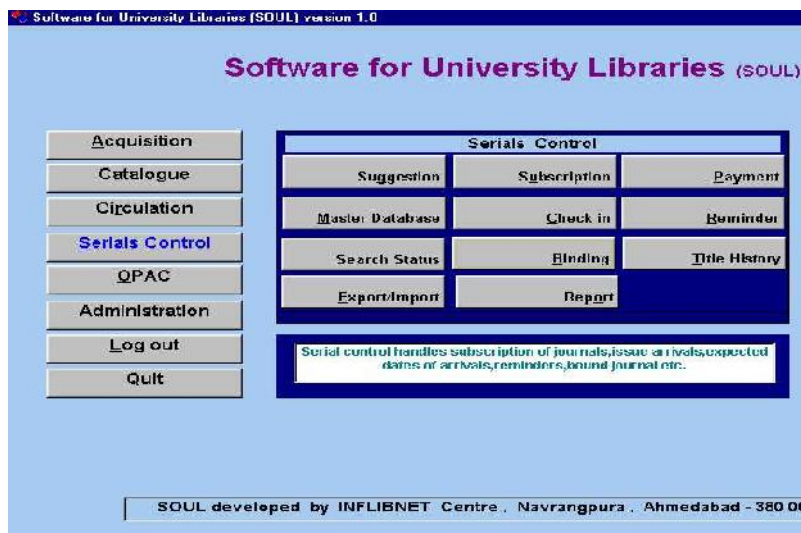 Software for University Libraries (SOUL) version 1.0
Software for University Libraries (SOUL)
Acquisition
Catalogue
Circulation
Serials Control
OPAC
Administration
Log out
Quit
Serials Control
Suggestion Subscription Payment
Master Database Check in Reminder
Search Status Binding Title History
Export/Import Report
Serial control handles subscription of journals,issue arrivals,expected
dates of arrivals,reminders,bound journal etc.
SOUL developed by INFLIBNET Centre , Navrangpura , Ahmedabad - 380 00